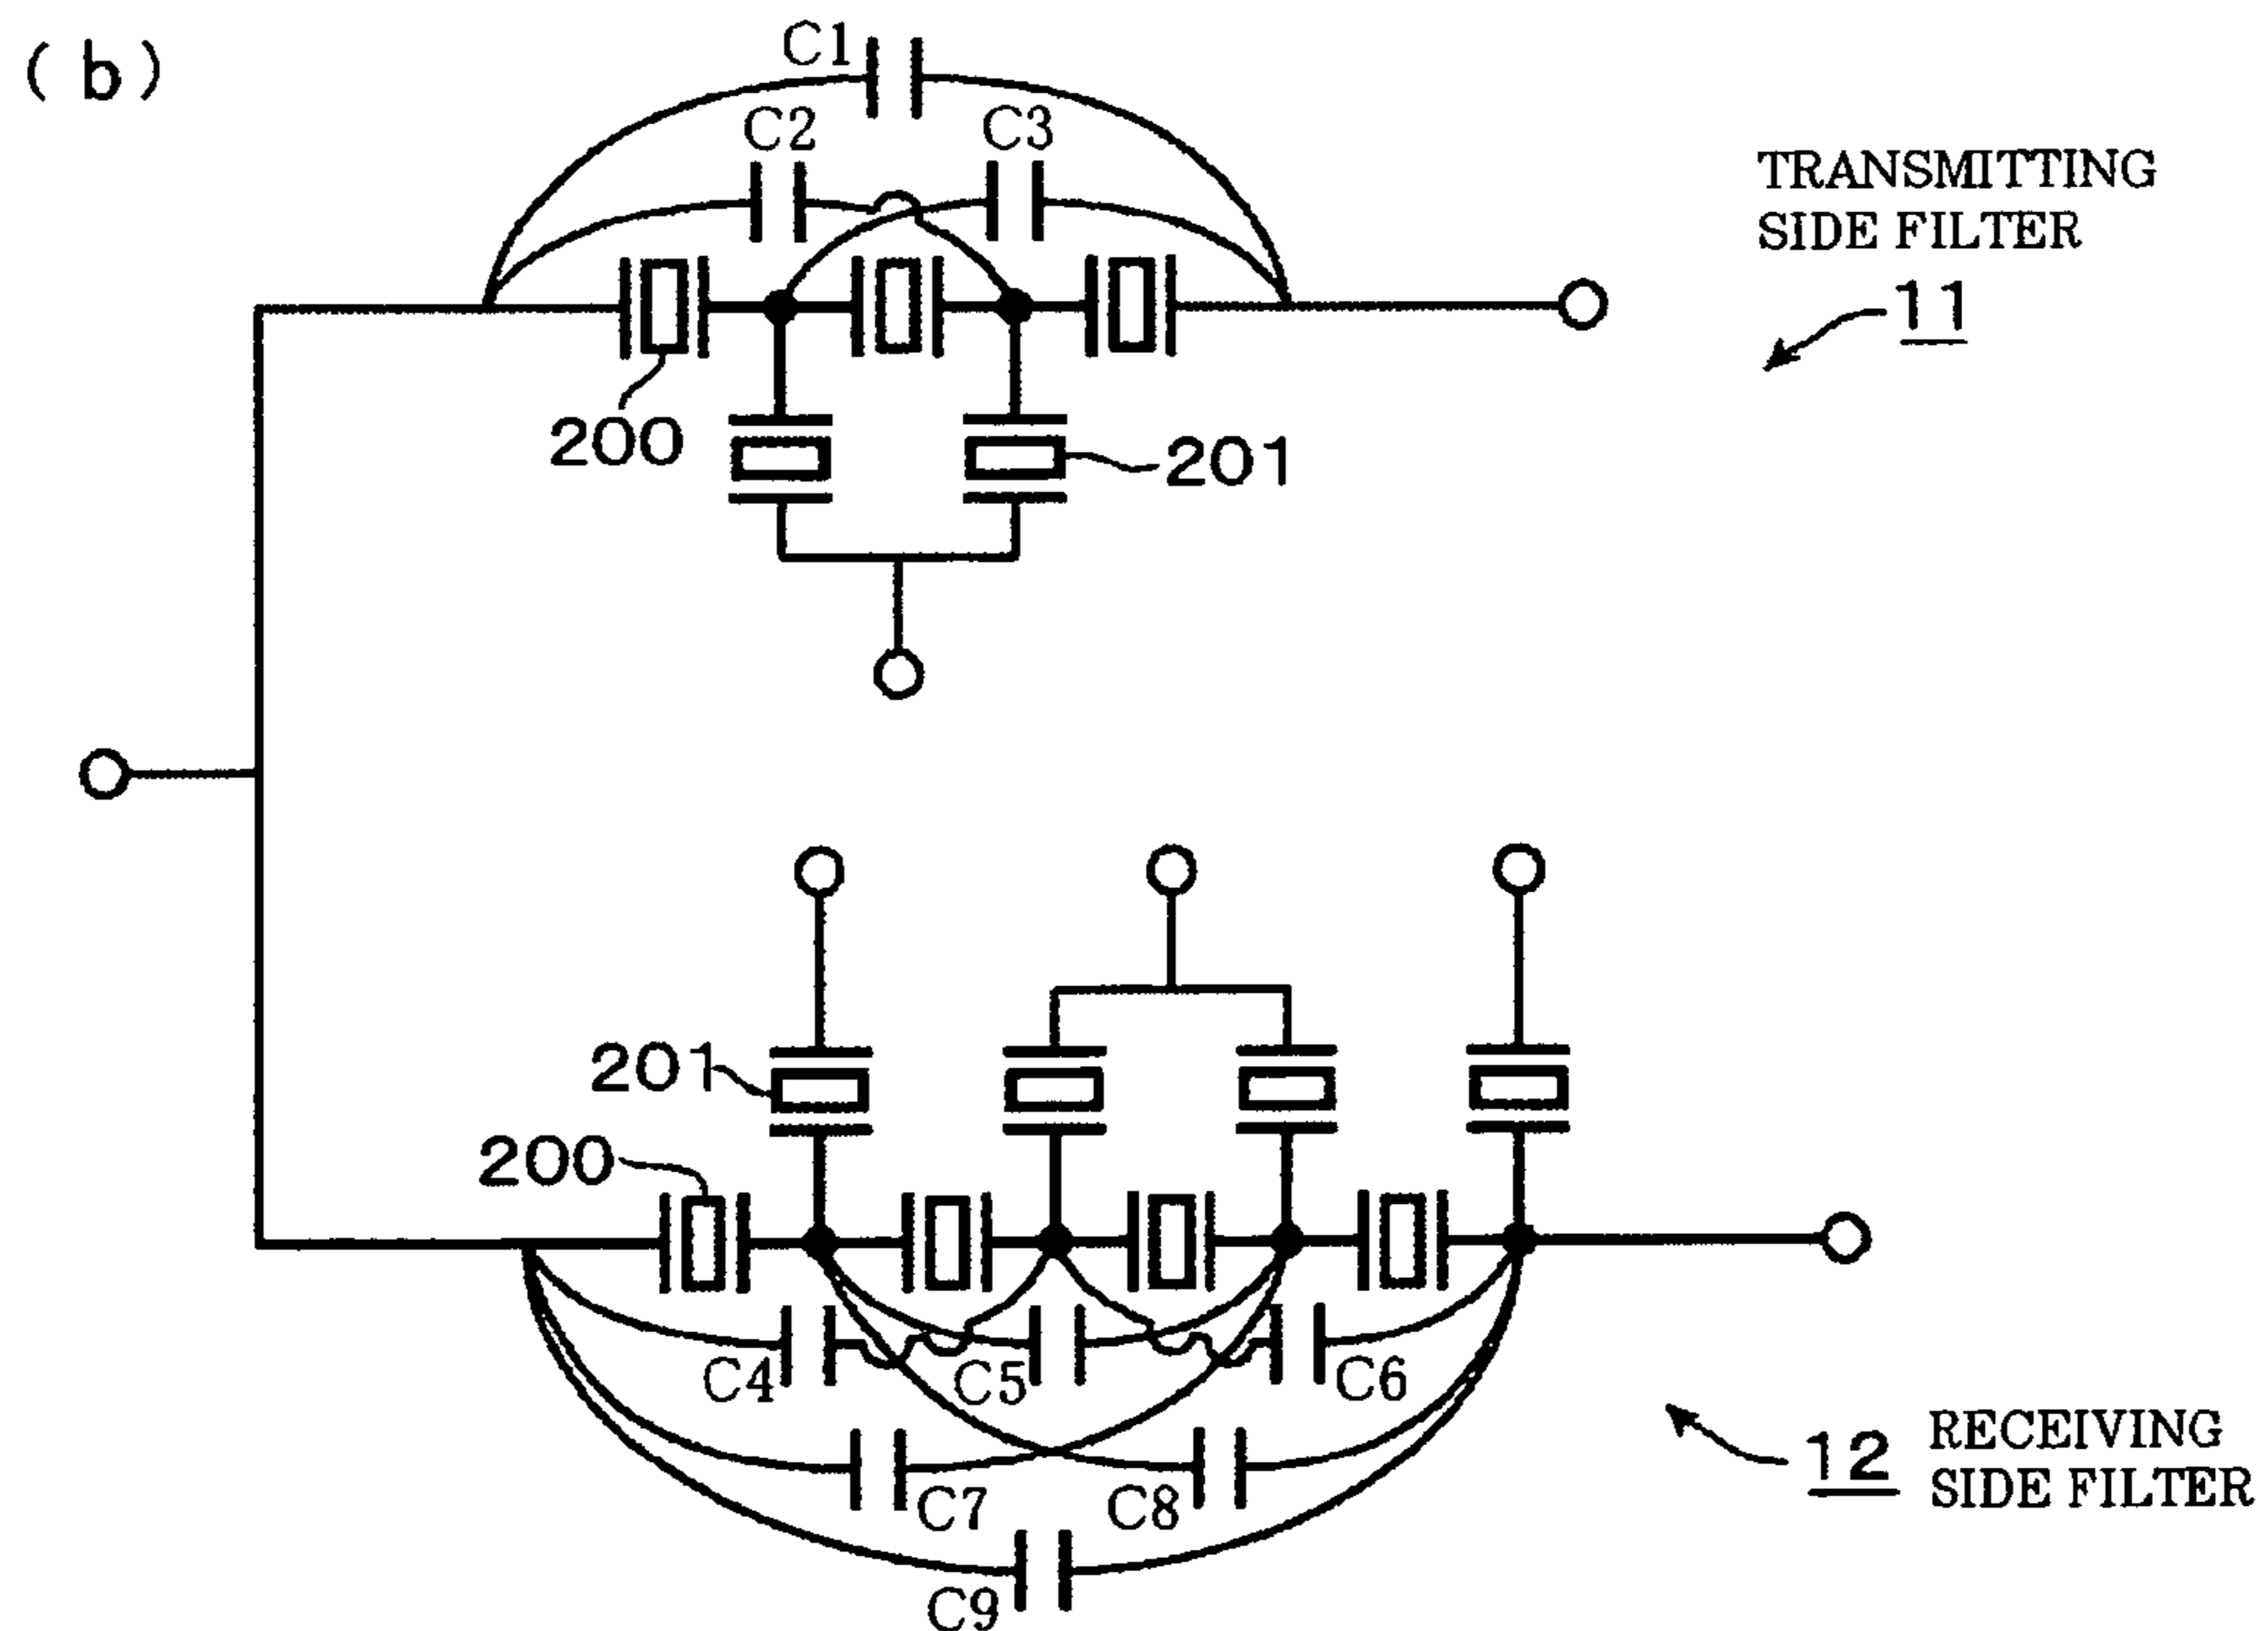 (b)
C1
C2
C3
TRANSMITTING
SIDE FILTER
11
200
201
201
200
C4
C5
C6
C7
C8
C9
12
RECEIVING
SIDE FILTER